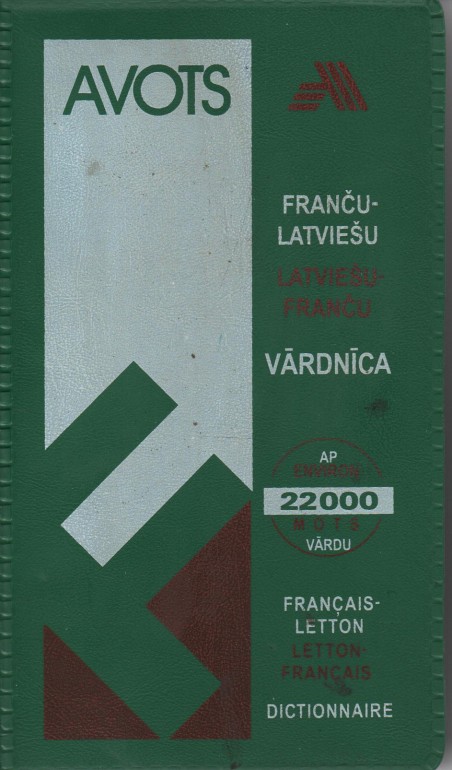 AVOTS
FRANČU-
LATVIEŠU
LATVIEŠU-
FRANČU
VĀRDNĪCA
AP
ENVIRON
22000
MOTS
VĀRDU
FRANÇAIS-
LETTON
LETTON-
FRANÇAIS
DICTIONNAIRE